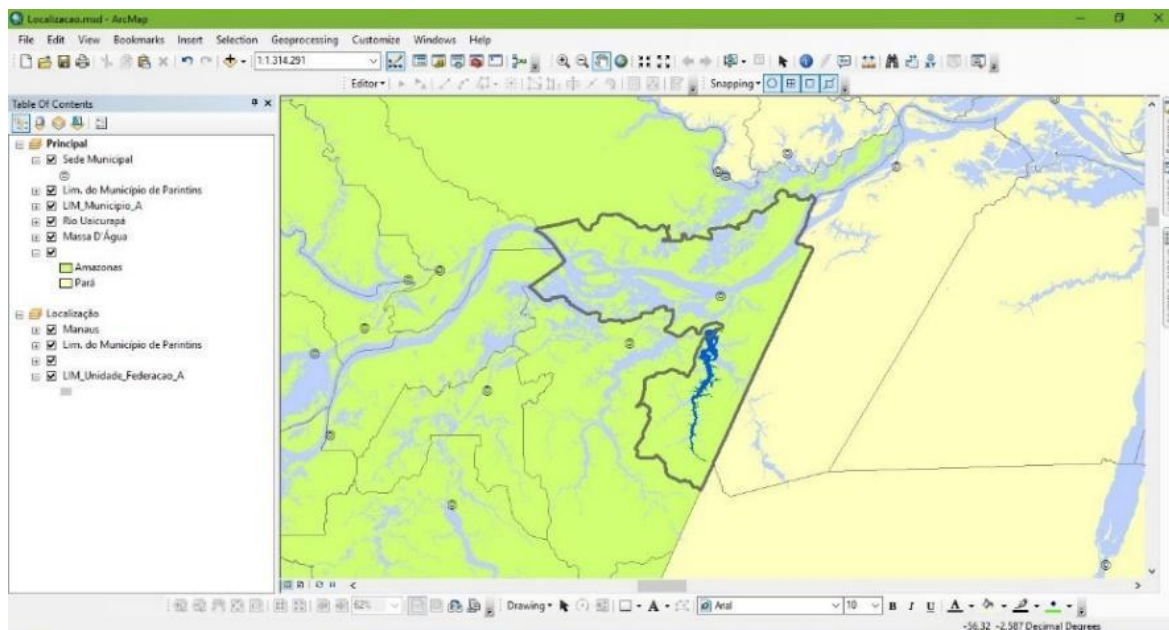 Localizacao.mxd - ArcMap
File Edit View Bookmarks Insert Selection Geoprocessing Customize Windows Help
1:1.314.291
Editor Snapping
Table Of Contents
Principal
Sede Municipal
Lim. do Município de Parintins
LIM_Municipio_A
Rio Uaicurapá
Massa D'Água
Amazonas
Pará
Localização
Manaus
Lim. do Município de Parintins
LIM_Unidade_Federacao_A
62% Drawing A Arial 10 B I U A
-56,32 -2,587 Decimal Degrees